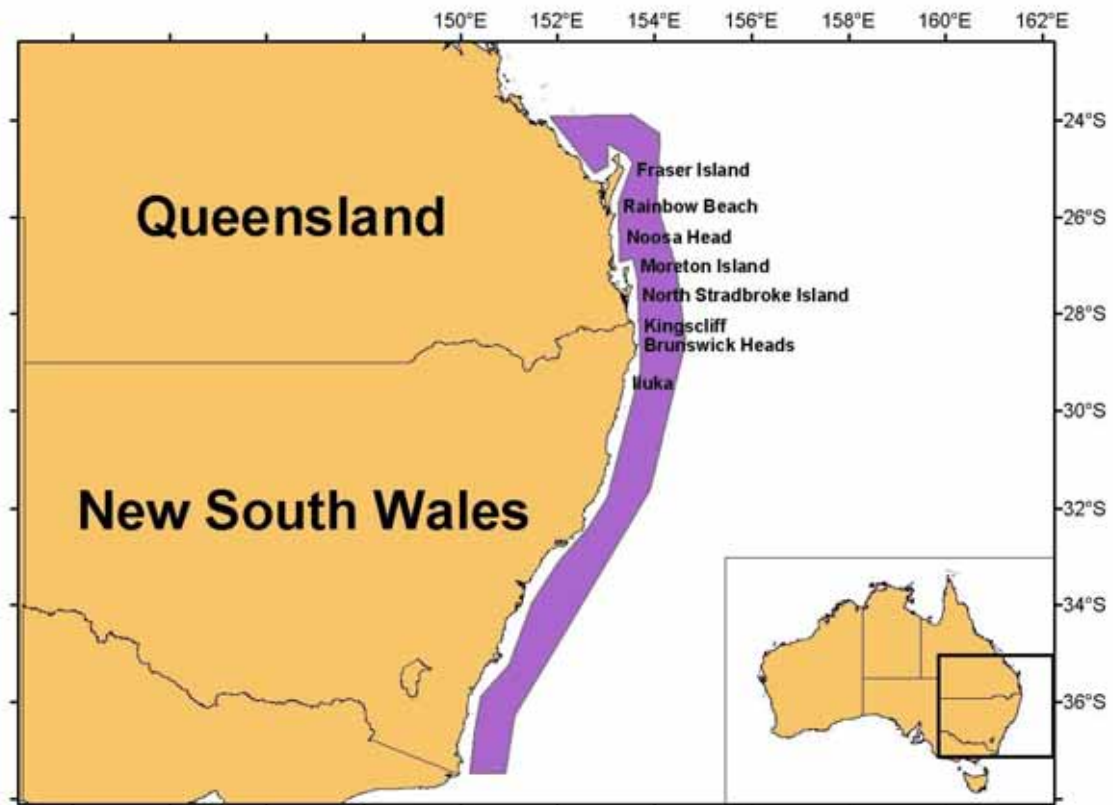 150°E 152°E 154°E 156°E 158°E 160°E 162°E
24°S
Fraser Island
Queensland
Rainbow Beach
26°S
Noosa Head
Moreton Island
North Stradbroke Island
28°S
Kingscliff
Brunswick Heads
Iluka
30°S
New South Wales
32°S
34°S
36°S